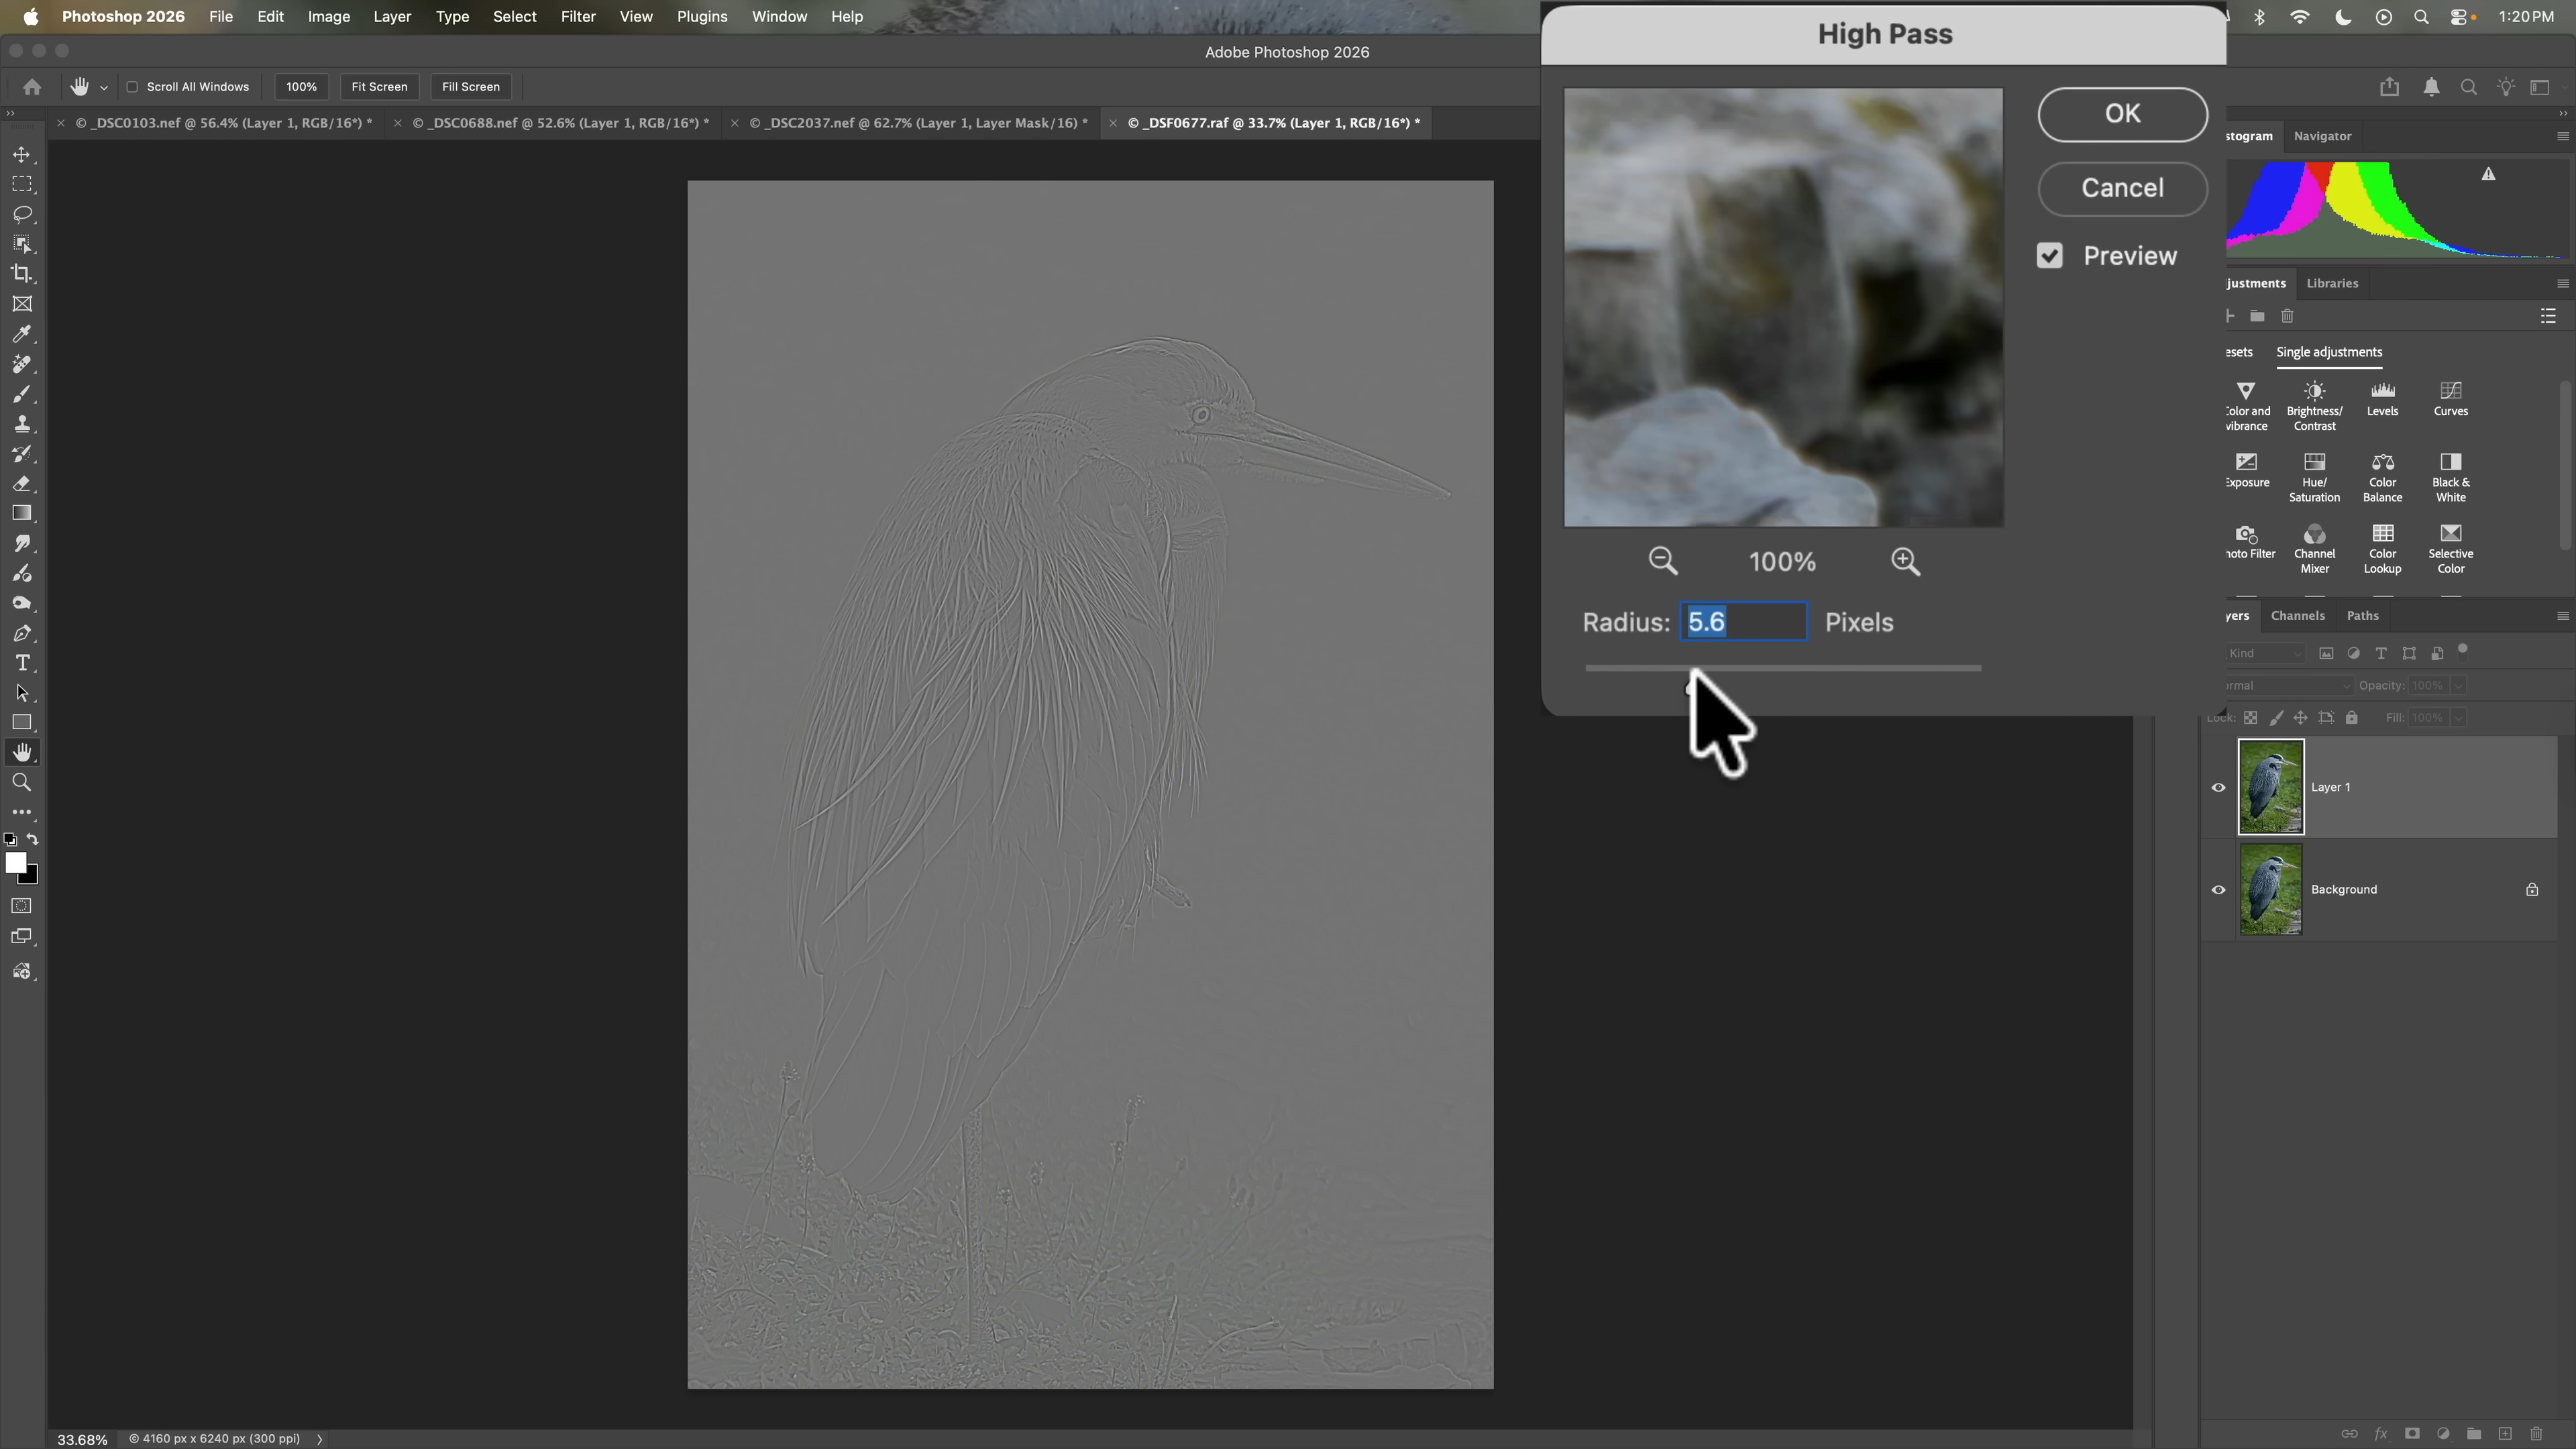 Photoshop 2026 File Edit Image Layer Type Select Filter View Plugins Window Help 1:20 PM
Adobe Photoshop 2026
High Pass
Scroll All Windows 100% Fit Screen Fill Screen
© _DSC0103.nef @ 56.4% (Layer 1, RGB/16*) *
© _DSC0688.nef @ 52.6% (Layer 1, RGB/16*) *
© _DSC2037.nef @ 62.7% (Layer 1, Layer Mask/16) *
© _DSF0677.raf @ 33.7% (Layer 1, RGB/16*) *
OK
Cancel
Preview
100%
Radius: 5.6 Pixels
stogram Navigator
justments Libraries
esets Single adjustments
Color and vibrance
Brightness/ Contrast
Levels
Curves
Exposure
Hue/ Saturation
Color Balance
Black & White
hoto Filter
Channel Mixer
Color Lookup
Selective Color
yers Channels Paths
Kind
rmal Opacity: 100%
Lock: Fill: 100%
Layer 1
Background
fx
33.68% © 4160 px x 6240 px (300 ppi)